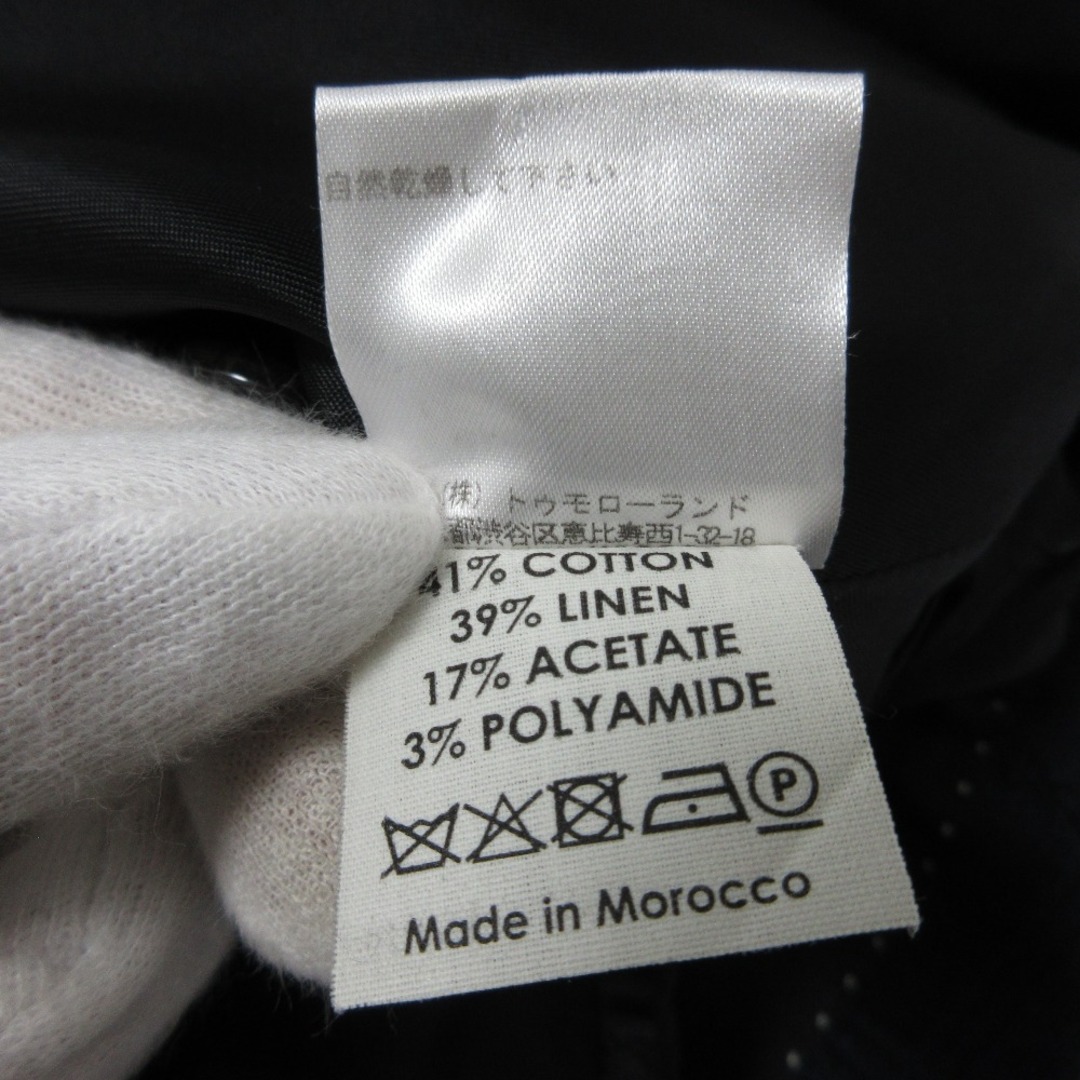 自然乾燥して下さい
(株) トゥモローランド
都渋谷区恵比寿西1-32-18
41% COTTON
39% LINEN
17% ACETATE
3% POLYAMIDE
P
Made in Morocco